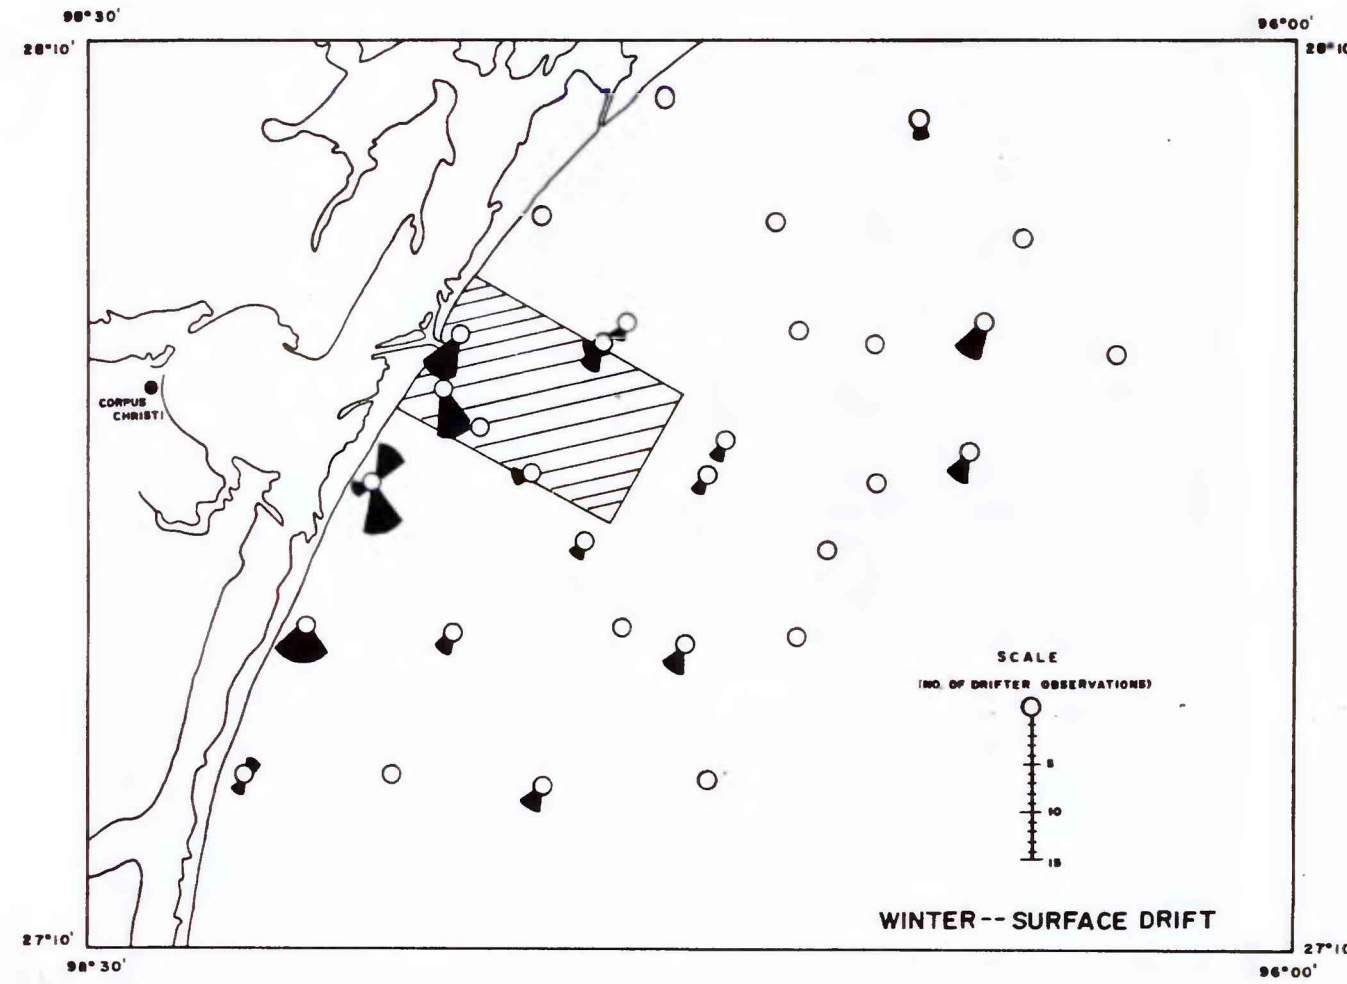 98°30'
96°00'
28°10'
28°10
CORPUS
CHRISTI
SCALE
(NO. OF DRIFTER OBSERVATIONS)
5
10
15
WINTER -- SURFACE DRIFT
27°10'
27°10
98°30'
96°00'